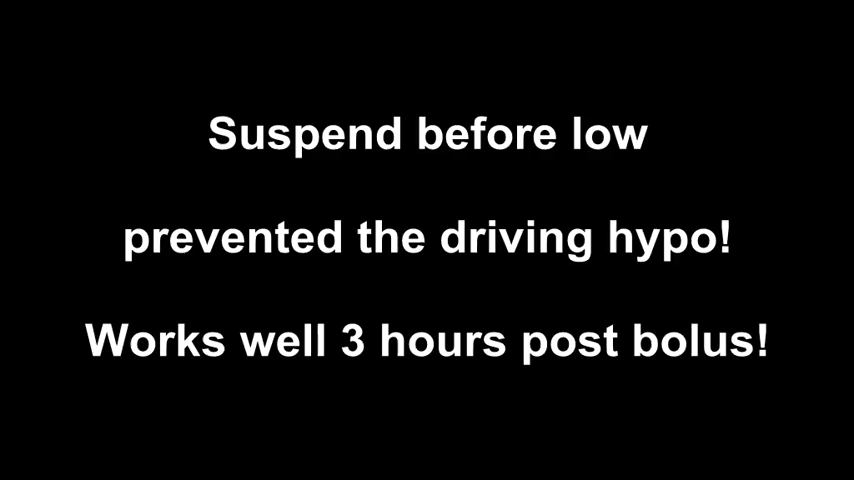 Suspend before low
prevented the driving hypo!
Works well 3 hours post bolus!